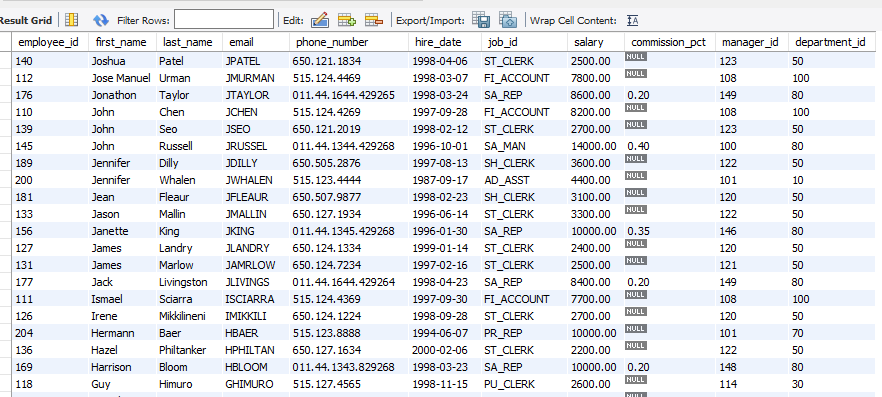 Result Grid Filter Rows: Edit: Export/Import: Wrap Cell Content: IA
employee_id first_name last_name email phone_number hire_date job_id salary commission_pct manager_id department_id
140 Joshua Patel JPATEL 650.121.1834 1998-04-06 ST_CLERK 2500.00 NULL 123 50
112 Jose Manuel Urman JMURMAN 515.124.4469 1998-03-07 FI_ACCOUNT 7800.00 NULL 108 100
176 Jonathon Taylor JTAYLOR 011.44.1644.429265 1998-03-24 SA_REP 8600.00 0.20 149 80
110 John Chen JCHEN 515.124.4269 1997-09-28 FI_ACCOUNT 8200.00 NULL 108 100
139 John Seo JSEO 650.121.2019 1998-02-12 ST_CLERK 2700.00 NULL 123 50
145 John Russell JRUSSEL 011.44.1344.429268 1996-10-01 SA_MAN 14000.00 0.40 100 80
189 Jennifer Dilly JDILLY 650.505.2876 1997-08-13 SH_CLERK 3600.00 NULL 122 50
200 Jennifer Whalen JWHALEN 515.123.4444 1987-09-17 AD_ASST 4400.00 NULL 101 10
181 Jean Fleaur JFLEAUR 650.507.9877 1998-02-23 SH_CLERK 3100.00 NULL 120 50
133 Jason Mallin JMALLIN 650.127.1934 1996-06-14 ST_CLERK 3300.00 NULL 122 50
156 Janette King JKING 011.44.1345.429268 1996-01-30 SA_REP 10000.00 0.35 146 80
127 James Landry JLANDRY 650.124.1334 1999-01-14 ST_CLERK 2400.00 NULL 120 50
131 James Marlow JAMRLOW 650.124.7234 1997-02-16 ST_CLERK 2500.00 NULL 121 50
177 Jack Livingston JLIVINGS 011.44.1644.429264 1998-04-23 SA_REP 8400.00 0.20 149 80
111 Ismael Sciarra ISCIARRA 515.124.4369 1997-09-30 FI_ACCOUNT 7700.00 NULL 108 100
126 Irene Mikkilineni IMIKKILI 650.124.1224 1998-09-28 ST_CLERK 2700.00 NULL 120 50
204 Hermann Baer HBAER 515.123.8888 1994-06-07 PR_REP 10000.00 NULL 101 70
136 Hazel Philtanker HPHILTAN 650.127.1634 2000-02-06 ST_CLERK 2200.00 NULL 122 50
169 Harrison Bloom HBLOOM 011.44.1343.829268 1998-03-23 SA_REP 10000.00 0.20 148 80
118 Guy Himuro GHIMURO 515.127.4565 1998-11-15 PU_CLERK 2600.00 NULL 114 30
NULL